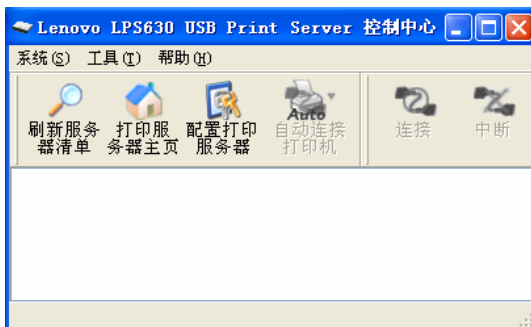 Lenovo LPS630 USB Print Server 控制中心
系统(S) 工具(T) 帮助(H)
刷新服务器清单
打印服务器主页
配置打印服务器
Auto
自动连接打印机
连接
中断